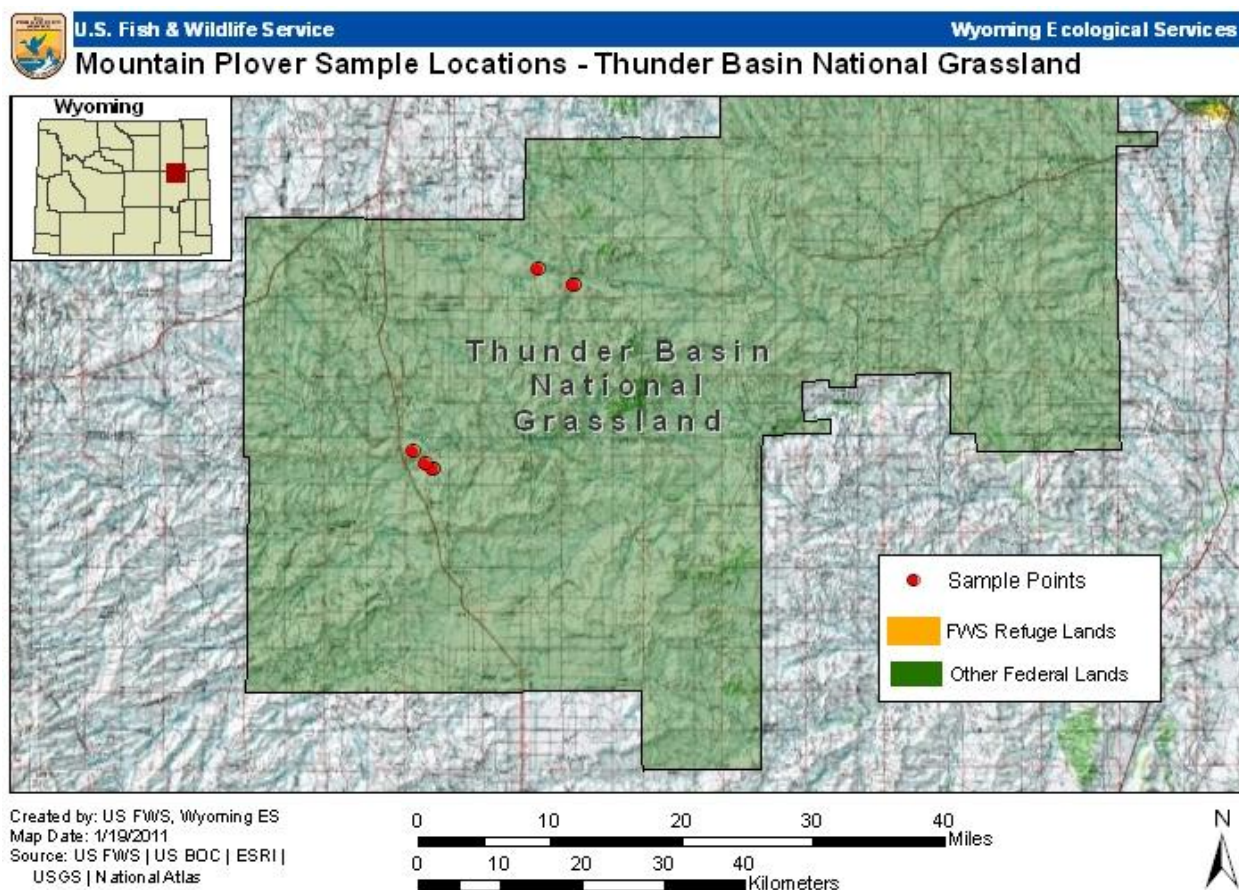 U.S. Fish & Wildlife Service
Wyoming Ecological Services
Mountain Plover Sample Locations - Thunder Basin National Grassland
Wyoming
Thunder Basin
National
Grassland
Sample Points
FWS Refuge Lands
Other Federal Lands
Created by: US FWS, Wyoming ES
Map Date: 1/19/2011
Source: US FWS | US BOC | ESRI |
USGS | National Atlas
0 10 20 30 40
Miles
0 10 20 30 40
Kilometers
N